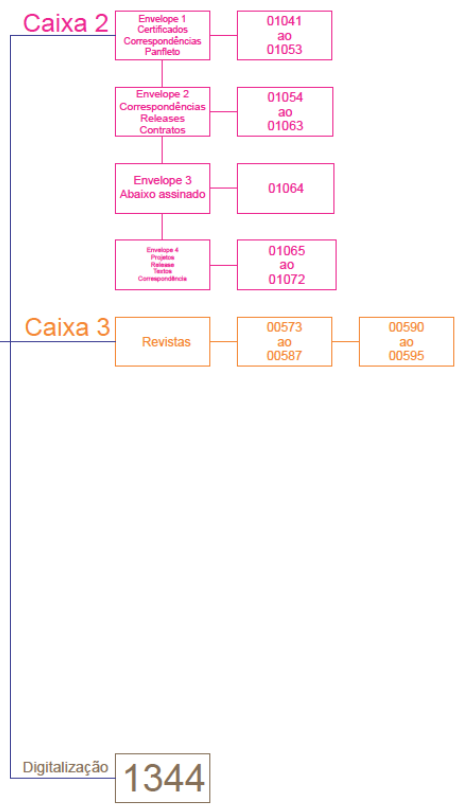 Caixa 2
Envelope 1
Certificados
Correspondências
Panfleto
01041
ao
01053
Envelope 2
Correspondências
Releases
Contratos
01054
ao
01063
Envelope 3
Abaixo assinado
01064
Envelope 4
Projetos
Release
Textos
Correspondência
01065
ao
01072
Caixa 3
Revistas
00573
ao
00587
00590
ao
00595
Digitalização
1344